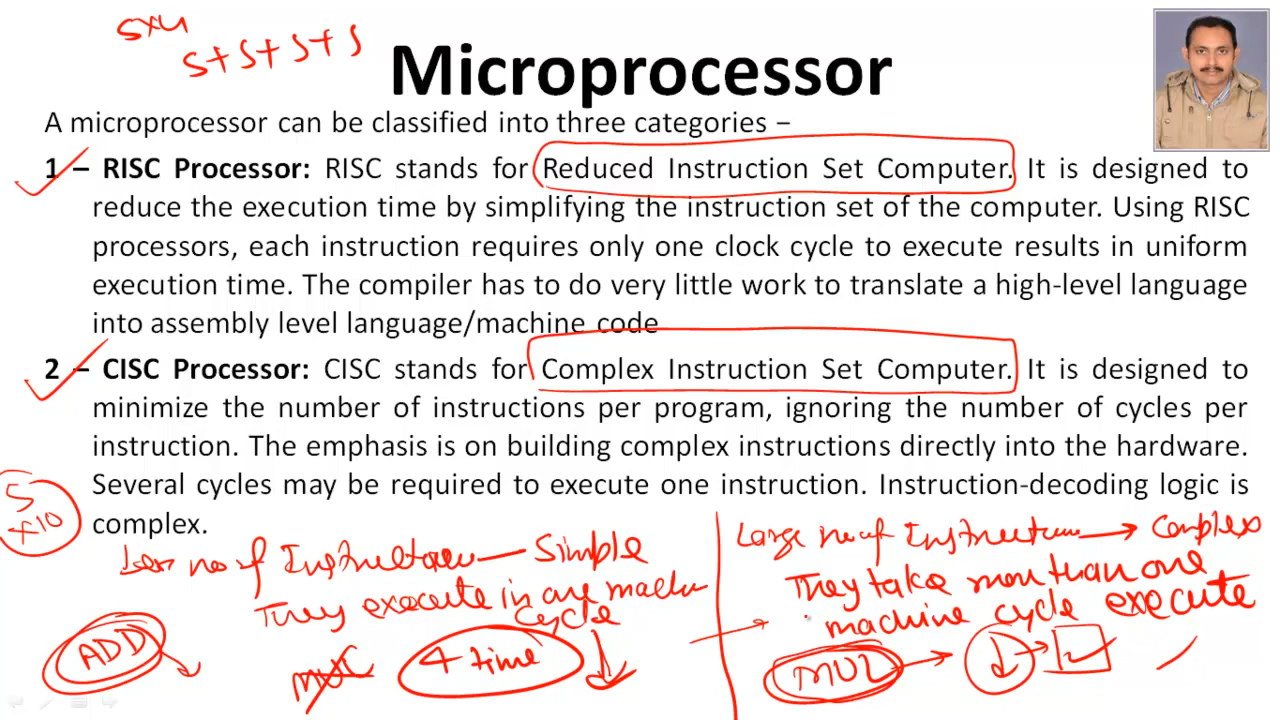 5x4
5+5+5+5
Microprocessor
A microprocessor can be classified into three categories –
1 – RISC Processor: RISC stands for Reduced Instruction Set Computer. It is designed to
reduce the execution time by simplifying the instruction set of the computer. Using RISC
processors, each instruction requires only one clock cycle to execute results in uniform
execution time. The compiler has to do very little work to translate a high-level language
into assembly level language/machine code
2 – CISC Processor: CISC stands for Complex Instruction Set Computer. It is designed to
minimize the number of instructions per program, ignoring the number of cycles per
instruction. The emphasis is on building complex instructions directly into the hardware.
Several cycles may be required to execute one instruction. Instruction-decoding logic is
complex.
5
x10
less no of Instruction — Simple
They execute in one machine
cycle
ADD
MUL
4 time
Large no of Instruction → Complex
They take more than one
machine cycle execute
MUL